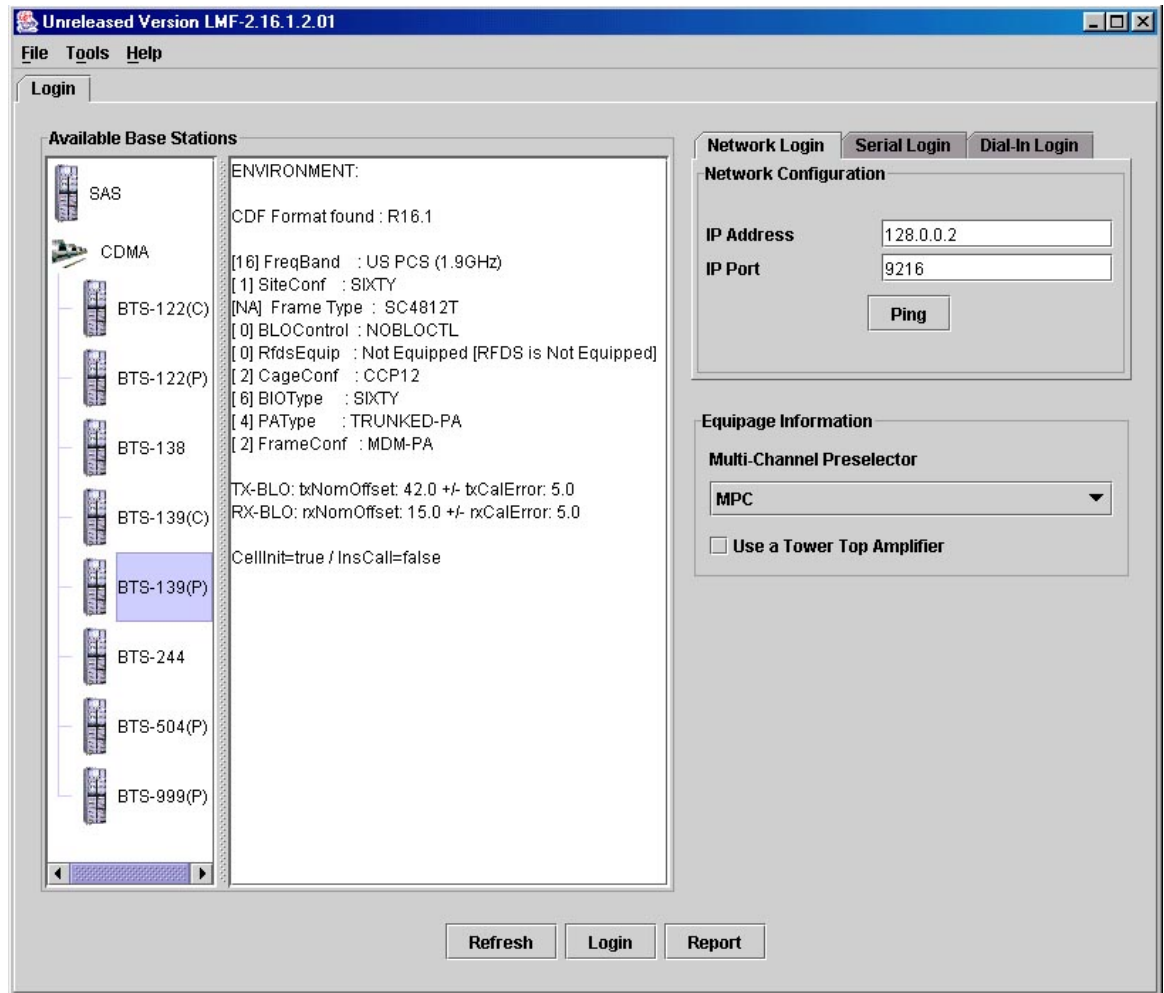 Unreleased Version LMF-2.16.1.2.01
File Tools Help
Login
Available Base Stations
SAS
CDMA
BTS-122(C)
BTS-122(P)
BTS-138
BTS-139(C)
BTS-139(P)
BTS-244
BTS-504(P)
BTS-999(P)
ENVIRONMENT:
CDF Format found : R16.1
[16] FreqBand : US PCS (1.9GHz)
[ 1] SiteConf : SIXTY
[NA] Frame Type : SC4812T
[ 0] BLOControl : NOBLOCTL
[ 0] RfdsEquip : Not Equipped [RFDS is Not Equipped]
[ 2] CageConf : CCP12
[ 6] BIOType : SIXTY
[ 4] PAType : TRUNKED-PA
[ 2] FrameConf : MDM-PA
TX-BLO: txNomOffset: 42.0 +/- txCalError: 5.0
RX-BLO: rxNomOffset: 15.0 +/- rxCalError: 5.0
CellInit=true / InsCall=false
Network Login Serial Login Dial-In Login
Network Configuration
IP Address 128.0.0.2
IP Port 9216
Ping
Equipage Information
Multi-Channel Preselector
MPC
Use a Tower Top Amplifier
Refresh Login Report